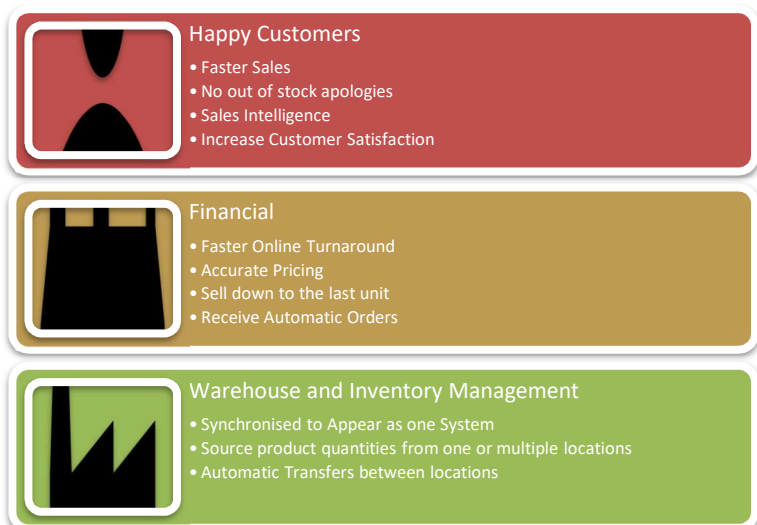 Happy Customers
• Faster Sales
• No out of stock apologies
• Sales Intelligence
• Increase Customer Satisfaction
Financial
• Faster Online Turnaround
• Accurate Pricing
• Sell down to the last unit
• Receive Automatic Orders
Warehouse and Inventory Management
• Synchronised to Appear as one System
• Source product quantities from one or multiple locations
• Automatic Transfers between locations